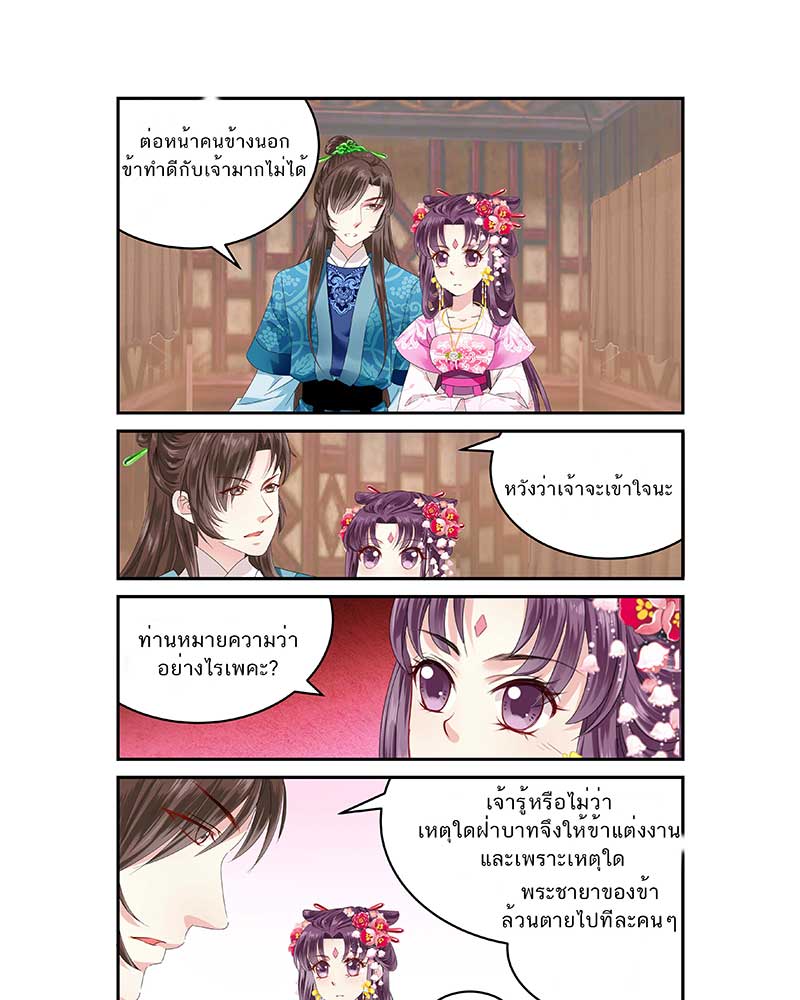 ต่อหน้าคนข้างนอก
ข้าทำดีกับเจ้ามากไม่ได้
หวังว่าเจ้าจะเข้าใจนะ
ท่านหมายความว่า
อย่างไรเพคะ?
เจ้ารู้หรือไม่ว่า
เหตุใดฝ่าบาทจึงให้ข้าแต่งงาน
และเพราะเหตุใด
พระชายาของข้า
ล้วนตายไปทีละคนๆ